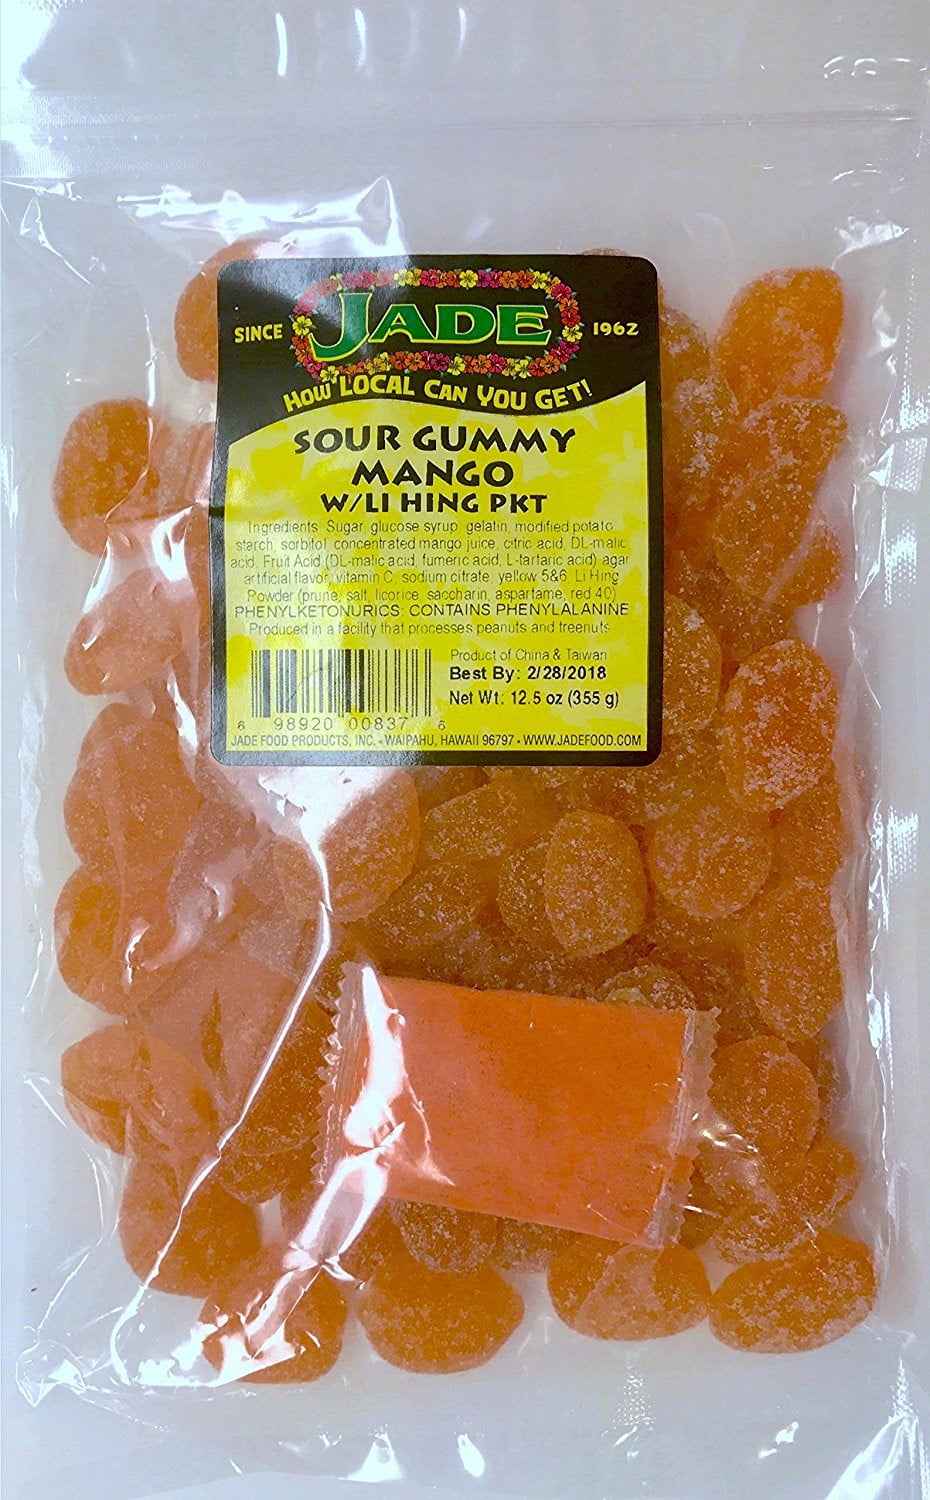 SINCE JADE 1962
HOW LOCAL CAN YOU GET!
SOUR GUMMY
MANGO
W/LI HING PKT
Ingredients: Sugar, glucose syrup, gelatin, modified potato
starch, sorbitol, concentrated mango juice, citric acid, DL-malic
acid, Fruit Acid (DL-malic acid, fumeric acid, L-tartaric acid) agar
artificial flavor, vitamin C, sodium citrate, yellow 5&6, Li Hing
Powder (prune, salt, licorice, saccharin, aspartame, red 40)
PHENYLKETONURICS: CONTAINS PHENYLALANINE
Produced in a facility that processes peanuts and treenuts
Product of China & Taiwan
Best By: 2/28/2018
Net Wt: 12.5 oz (355 g)
6 98920 00837 6
JADE FOOD PRODUCTS, INC. - WAIPAHU, HAWAII 96797 - WWW.JADEFOOD.COM